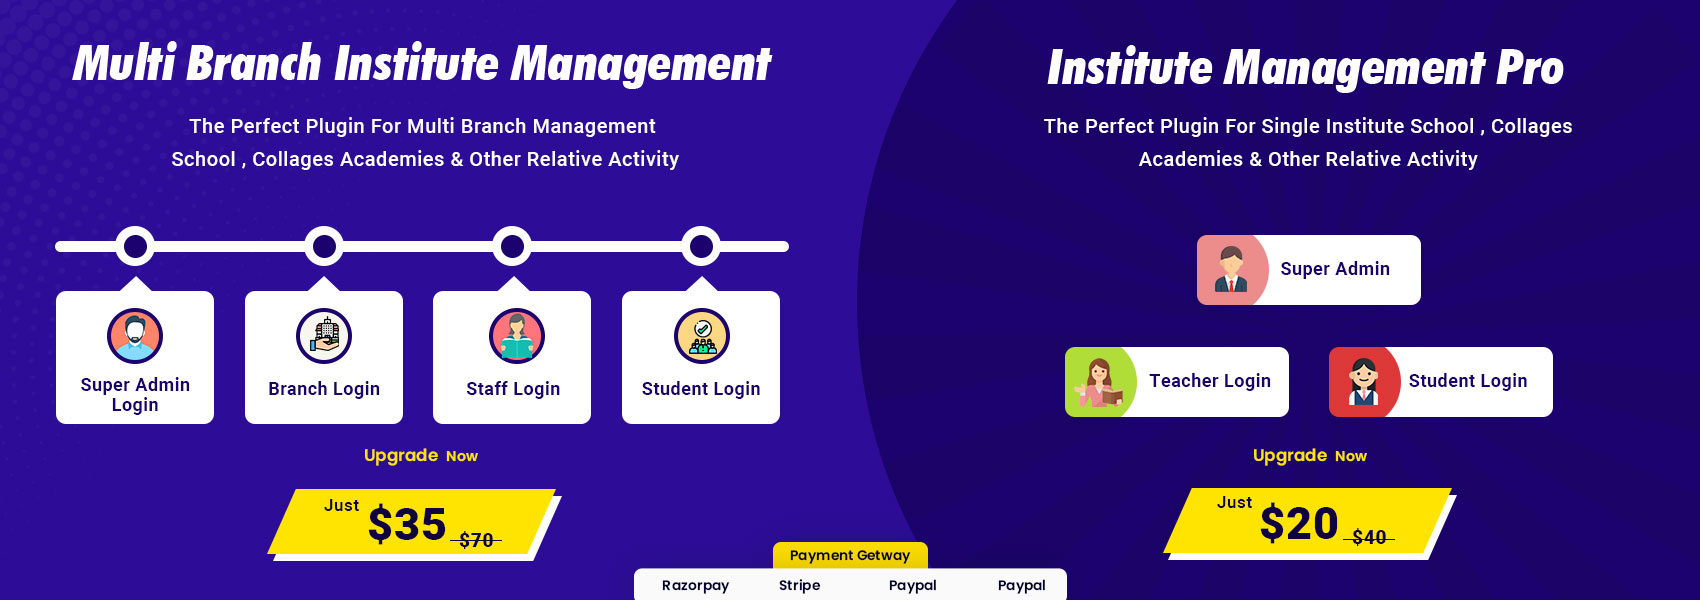 Multi Branch Institute Management
The Perfect Plugin For Multi Branch Management
School , Collages Academies & Other Relative Activity
Super Admin
Login
Branch Login
Staff Login
Student Login
Upgrade Now
Just $35 $70
Institute Management Pro
The Perfect Plugin For Single Institute School , Collages
Academies & Other Relative Activity
Super Admin
Teacher Login
Student Login
Upgrade Now
Just $20 $40
Payment Getway
Razorpay Stripe Paypal Paypal